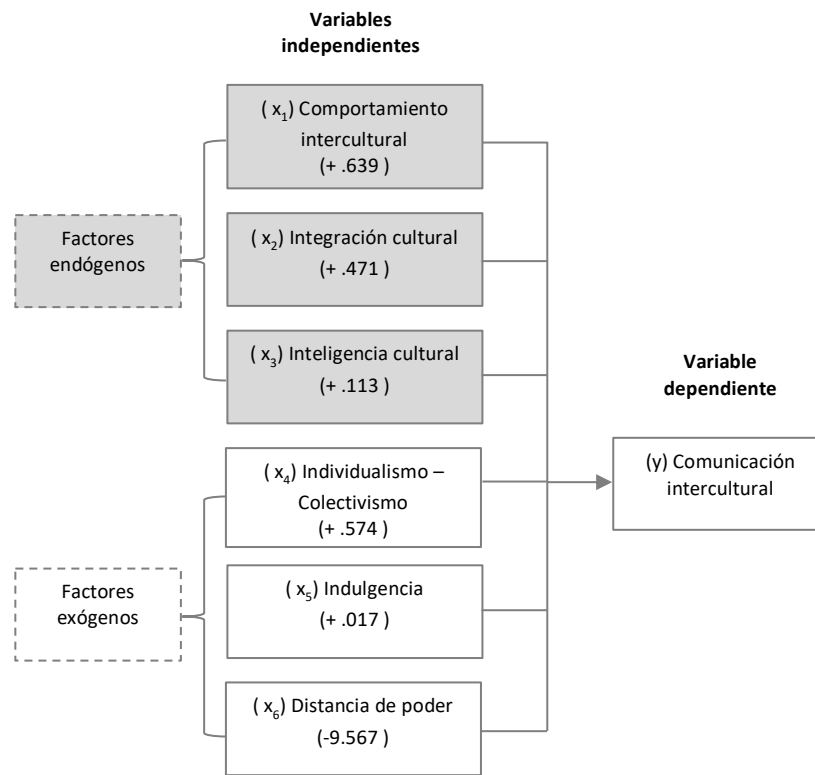 Variables
independientes
( x₁) Comportamiento
intercultural
(+ .639 )
Factores
endógenos
( x₂) Integración cultural
(+ .471 )
( x₃) Inteligencia cultural
(+ .113 )
Variable
dependiente
( x₄) Individualismo –
Colectivismo
(+ .574 )
(y) Comunicación
intercultural
Factores
exógenos
( x₅) Indulgencia
(+ .017 )
( x₆) Distancia de poder
(-9.567 )